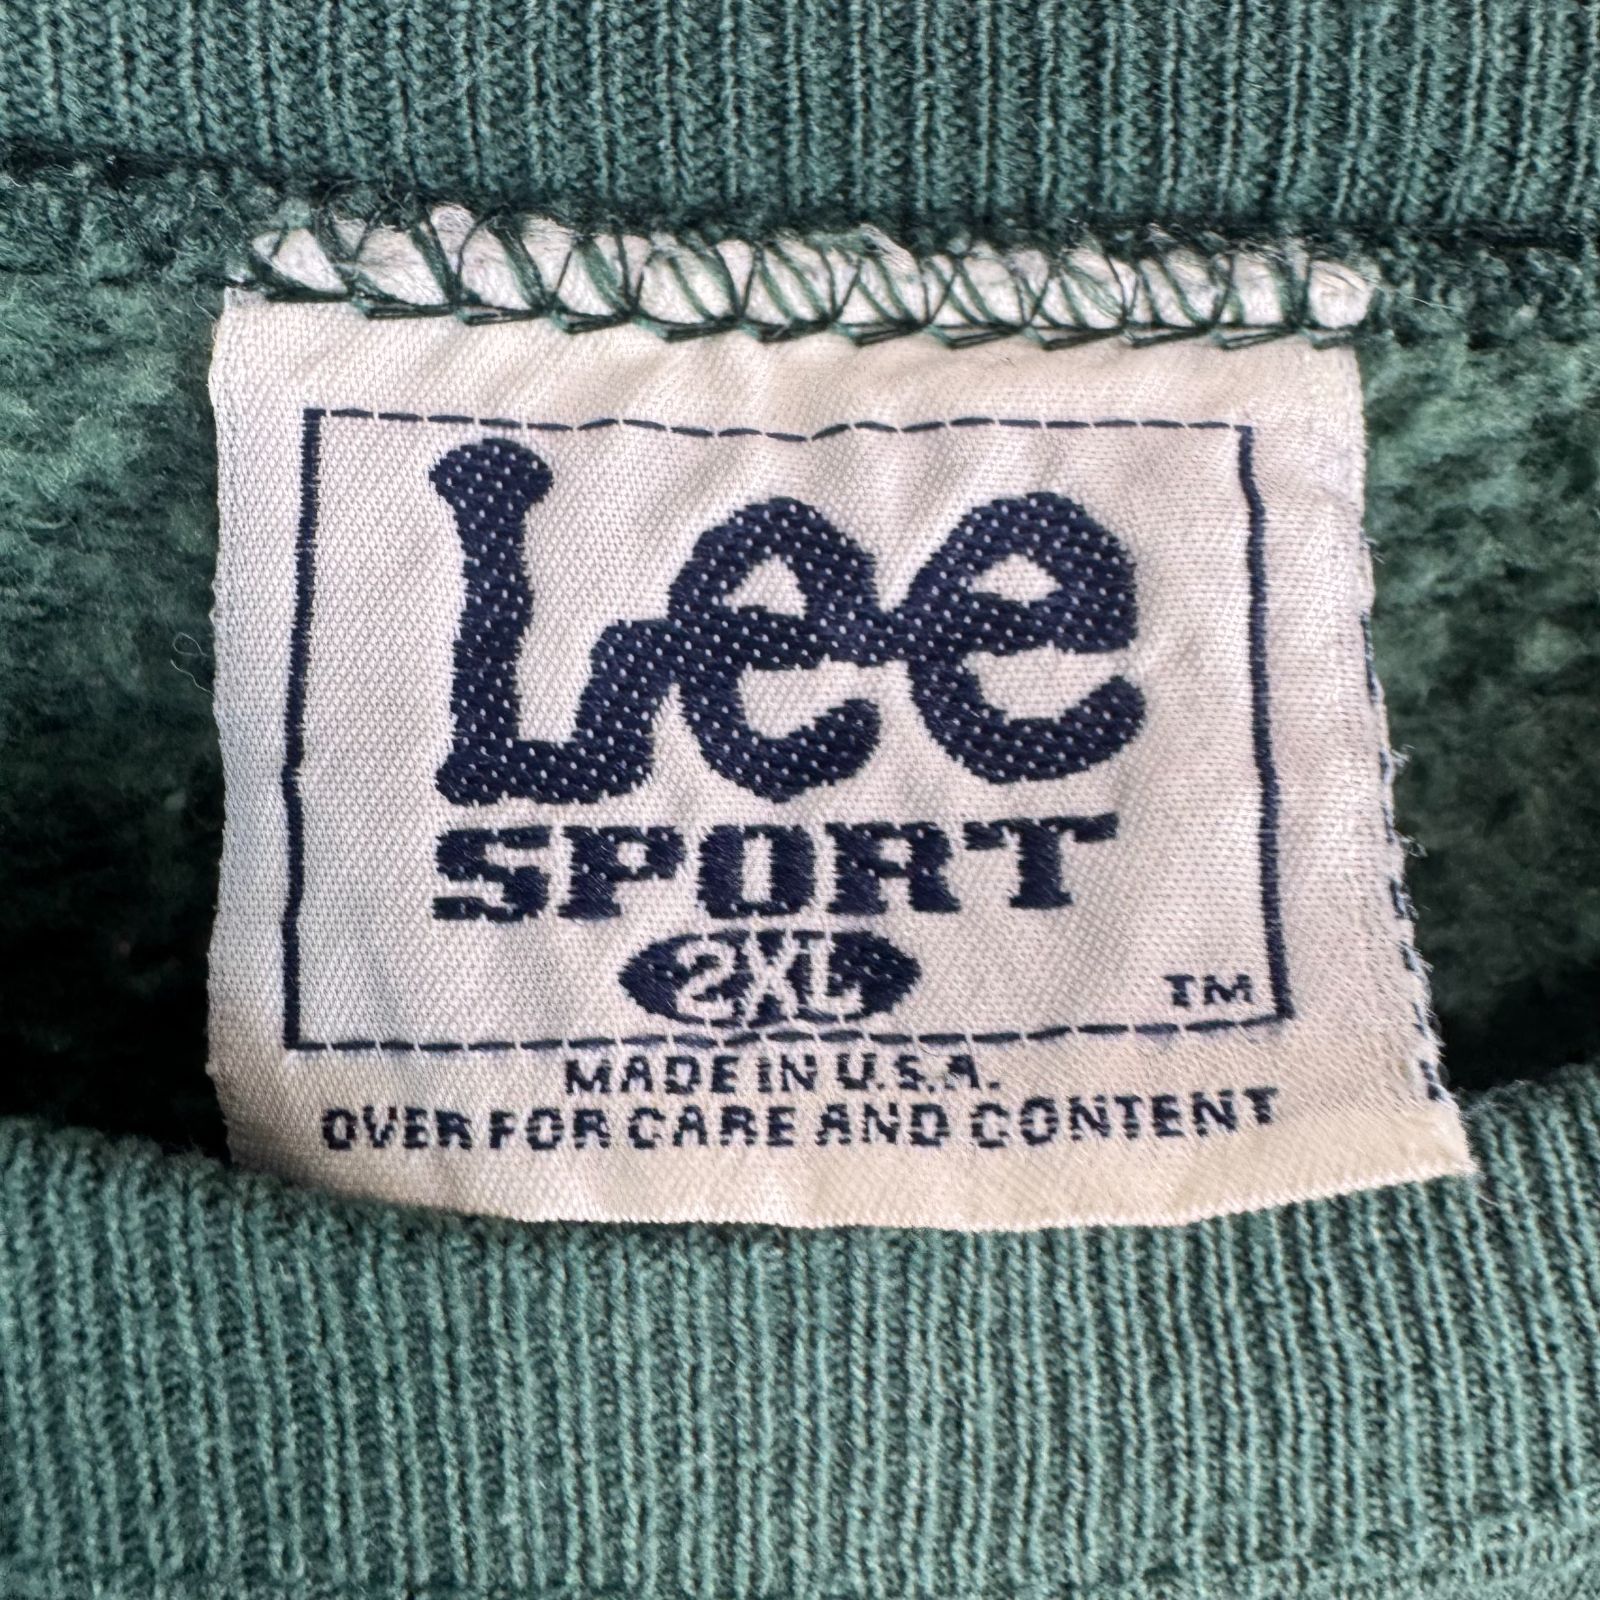 Lee
SPORT
2XL
TM
MADE IN U.S.A.
OVER FOR CARE AND CONTENT